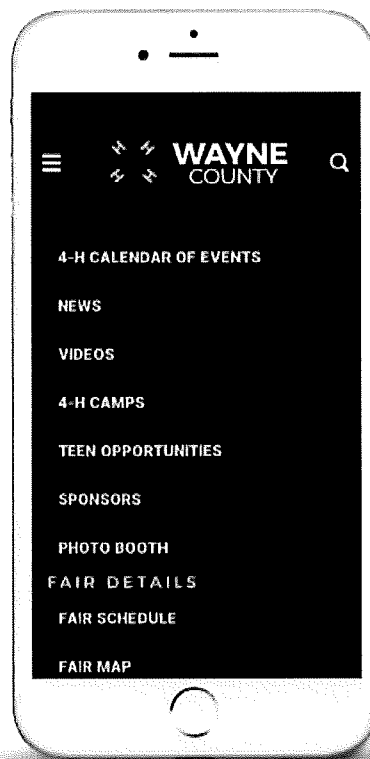 H H
H H
WAYNE
COUNTY
4-H CALENDAR OF EVENTS
NEWS
VIDEOS
4-H CAMPS
TEEN OPPORTUNITIES
SPONSORS
PHOTO BOOTH
FAIR DETAILS
FAIR SCHEDULE
FAIR MAP